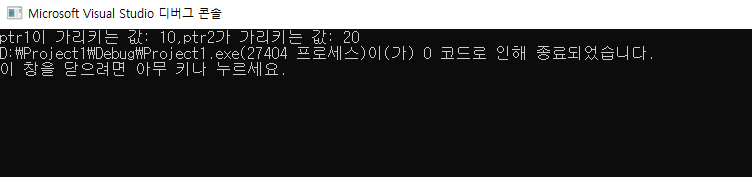 Microsoft Visual Studio 디버그 콘솔
ptr1이 가리키는 값: 10,ptr2가 가리키는 값: 20
D:₩Project1₩Debug₩Project1.exe(27404 프로세스)이(가) 0 코드로 인해 종료되었습니다.
이 창을 닫으려면 아무 키나 누르세요.